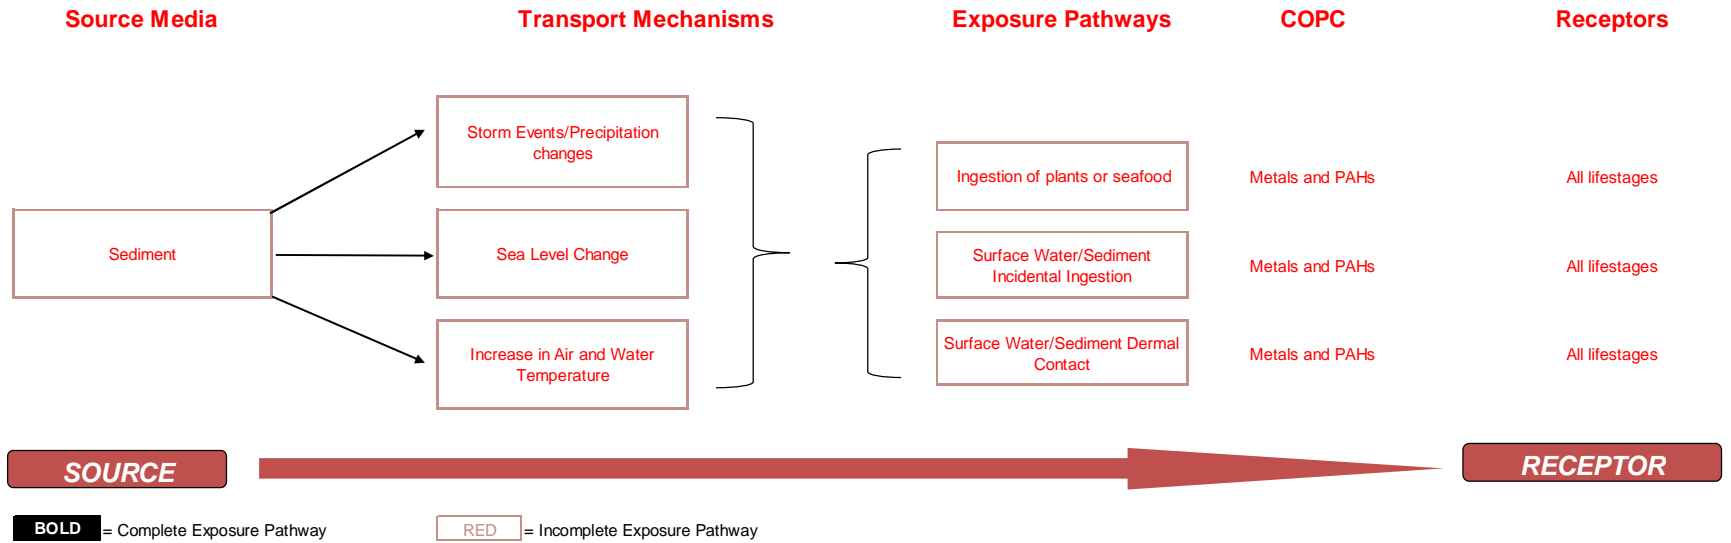 Source Media
Transport Mechanisms
Exposure Pathways
COPC
Receptors
Sediment
Storm Events/Precipitation
changes
Sea Level Change
Increase in Air and Water
Temperature
Ingestion of plants or seafood
Metals and PAHs
All lifestages
Surface Water/Sediment
Incidental Ingestion
Metals and PAHs
All lifestages
Surface Water/Sediment Dermal
Contact
Metals and PAHs
All lifestages
SOURCE
RECEPTOR
BOLD = Complete Exposure Pathway
RED = Incomplete Exposure Pathway